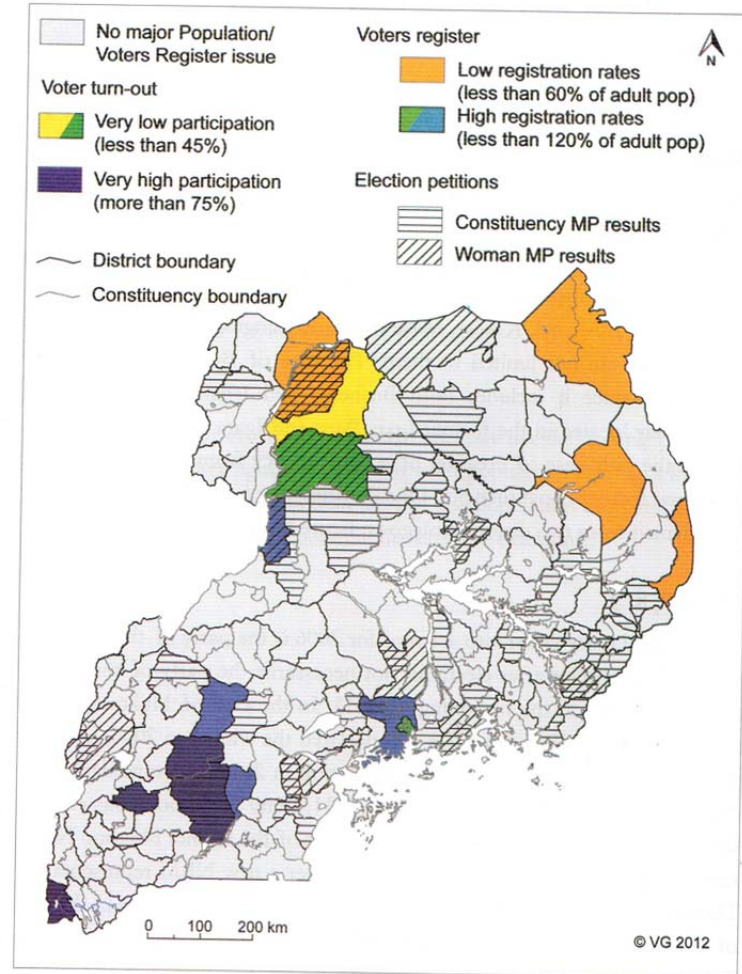 No major Population/
Voters Register issue
Voter turn-out
Very low participation
(less than 45%)
Very high participation
(more than 75%)
District boundary
Constituency boundary
Voters register
Low registration rates
(less than 60% of adult pop)
High registration rates
(less than 120% of adult pop)
Election petitions
Constituency MP results
Woman MP results
N
0 100 200 km
© VG 2012